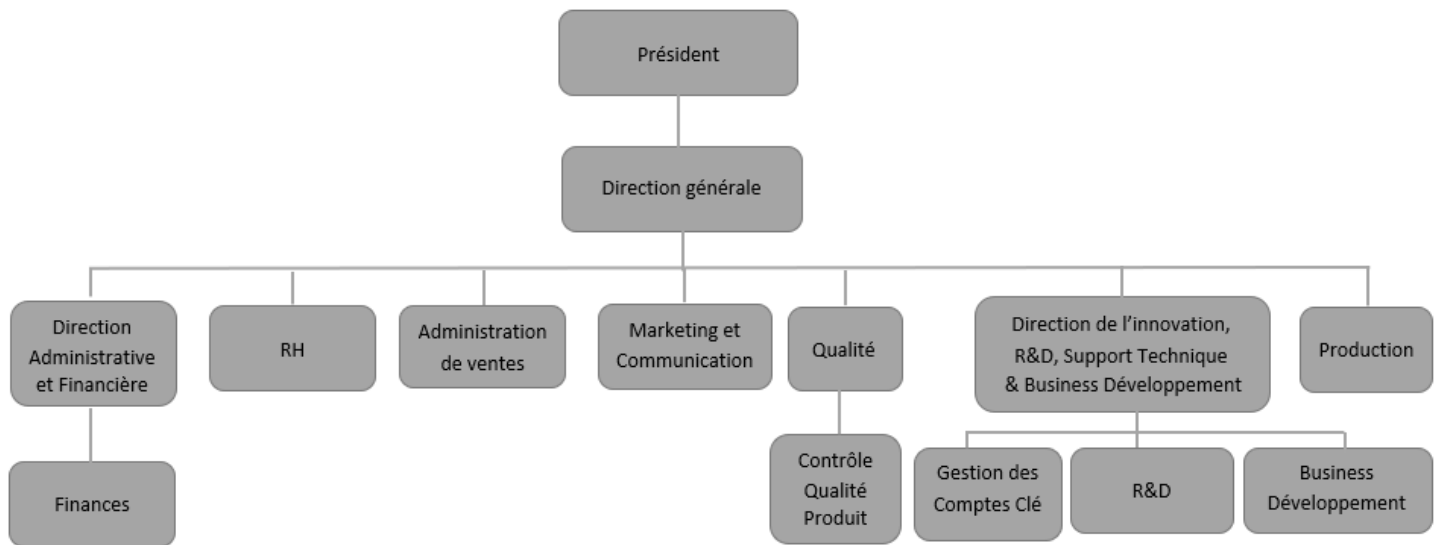 Président
Direction générale
Direction
Administrative
et Financière
RH
Administration
de ventes
Marketing et
Communication
Qualité
Direction de l'innovation,
R&D, Support Technique
& Business Développement
Production
Finances
Contrôle
Qualité
Produit
Gestion des
Comptes Clé
R&D
Business
Développement